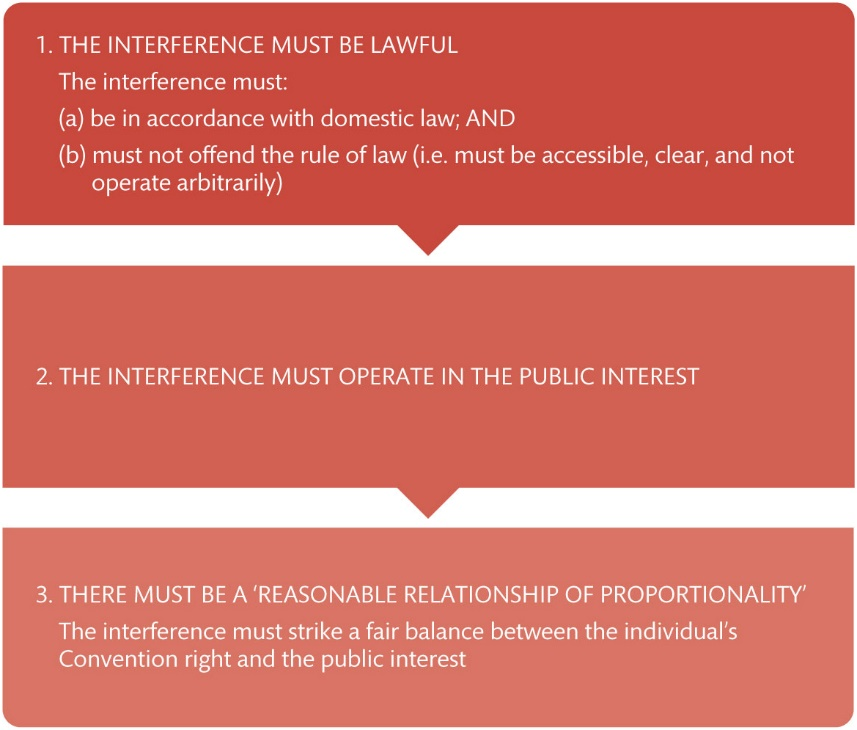 1. THE INTERFERENCE MUST BE LAWFUL
The interference must:
(a) be in accordance with domestic law; AND
(b) must not offend the rule of law (i.e. must be accessible, clear, and not
operate arbitrarily)
2. THE INTERFERENCE MUST OPERATE IN THE PUBLIC INTEREST
3. THERE MUST BE A ‘REASONABLE RELATIONSHIP OF PROPORTIONALITY’
The interference must strike a fair balance between the individual’s
Convention right and the public interest